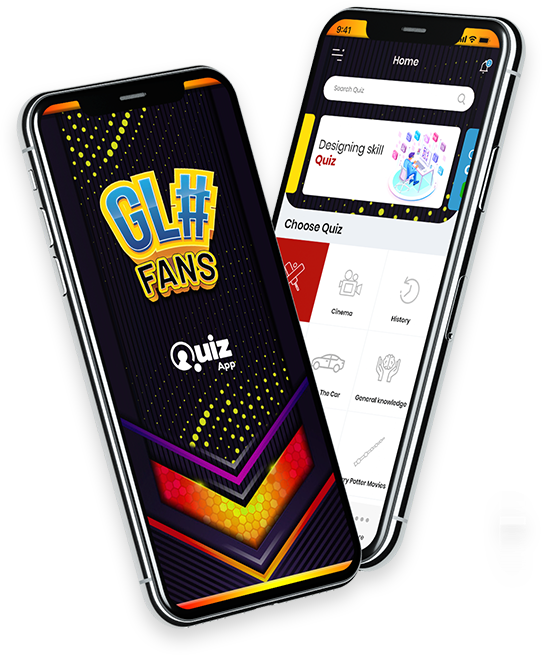 GL#
FANS
Quiz
App
9:41
Home
Search Quiz
Designing skill
Quiz
Choose Quiz
Cinema
History
The Car
General knowledge
Potter Movies